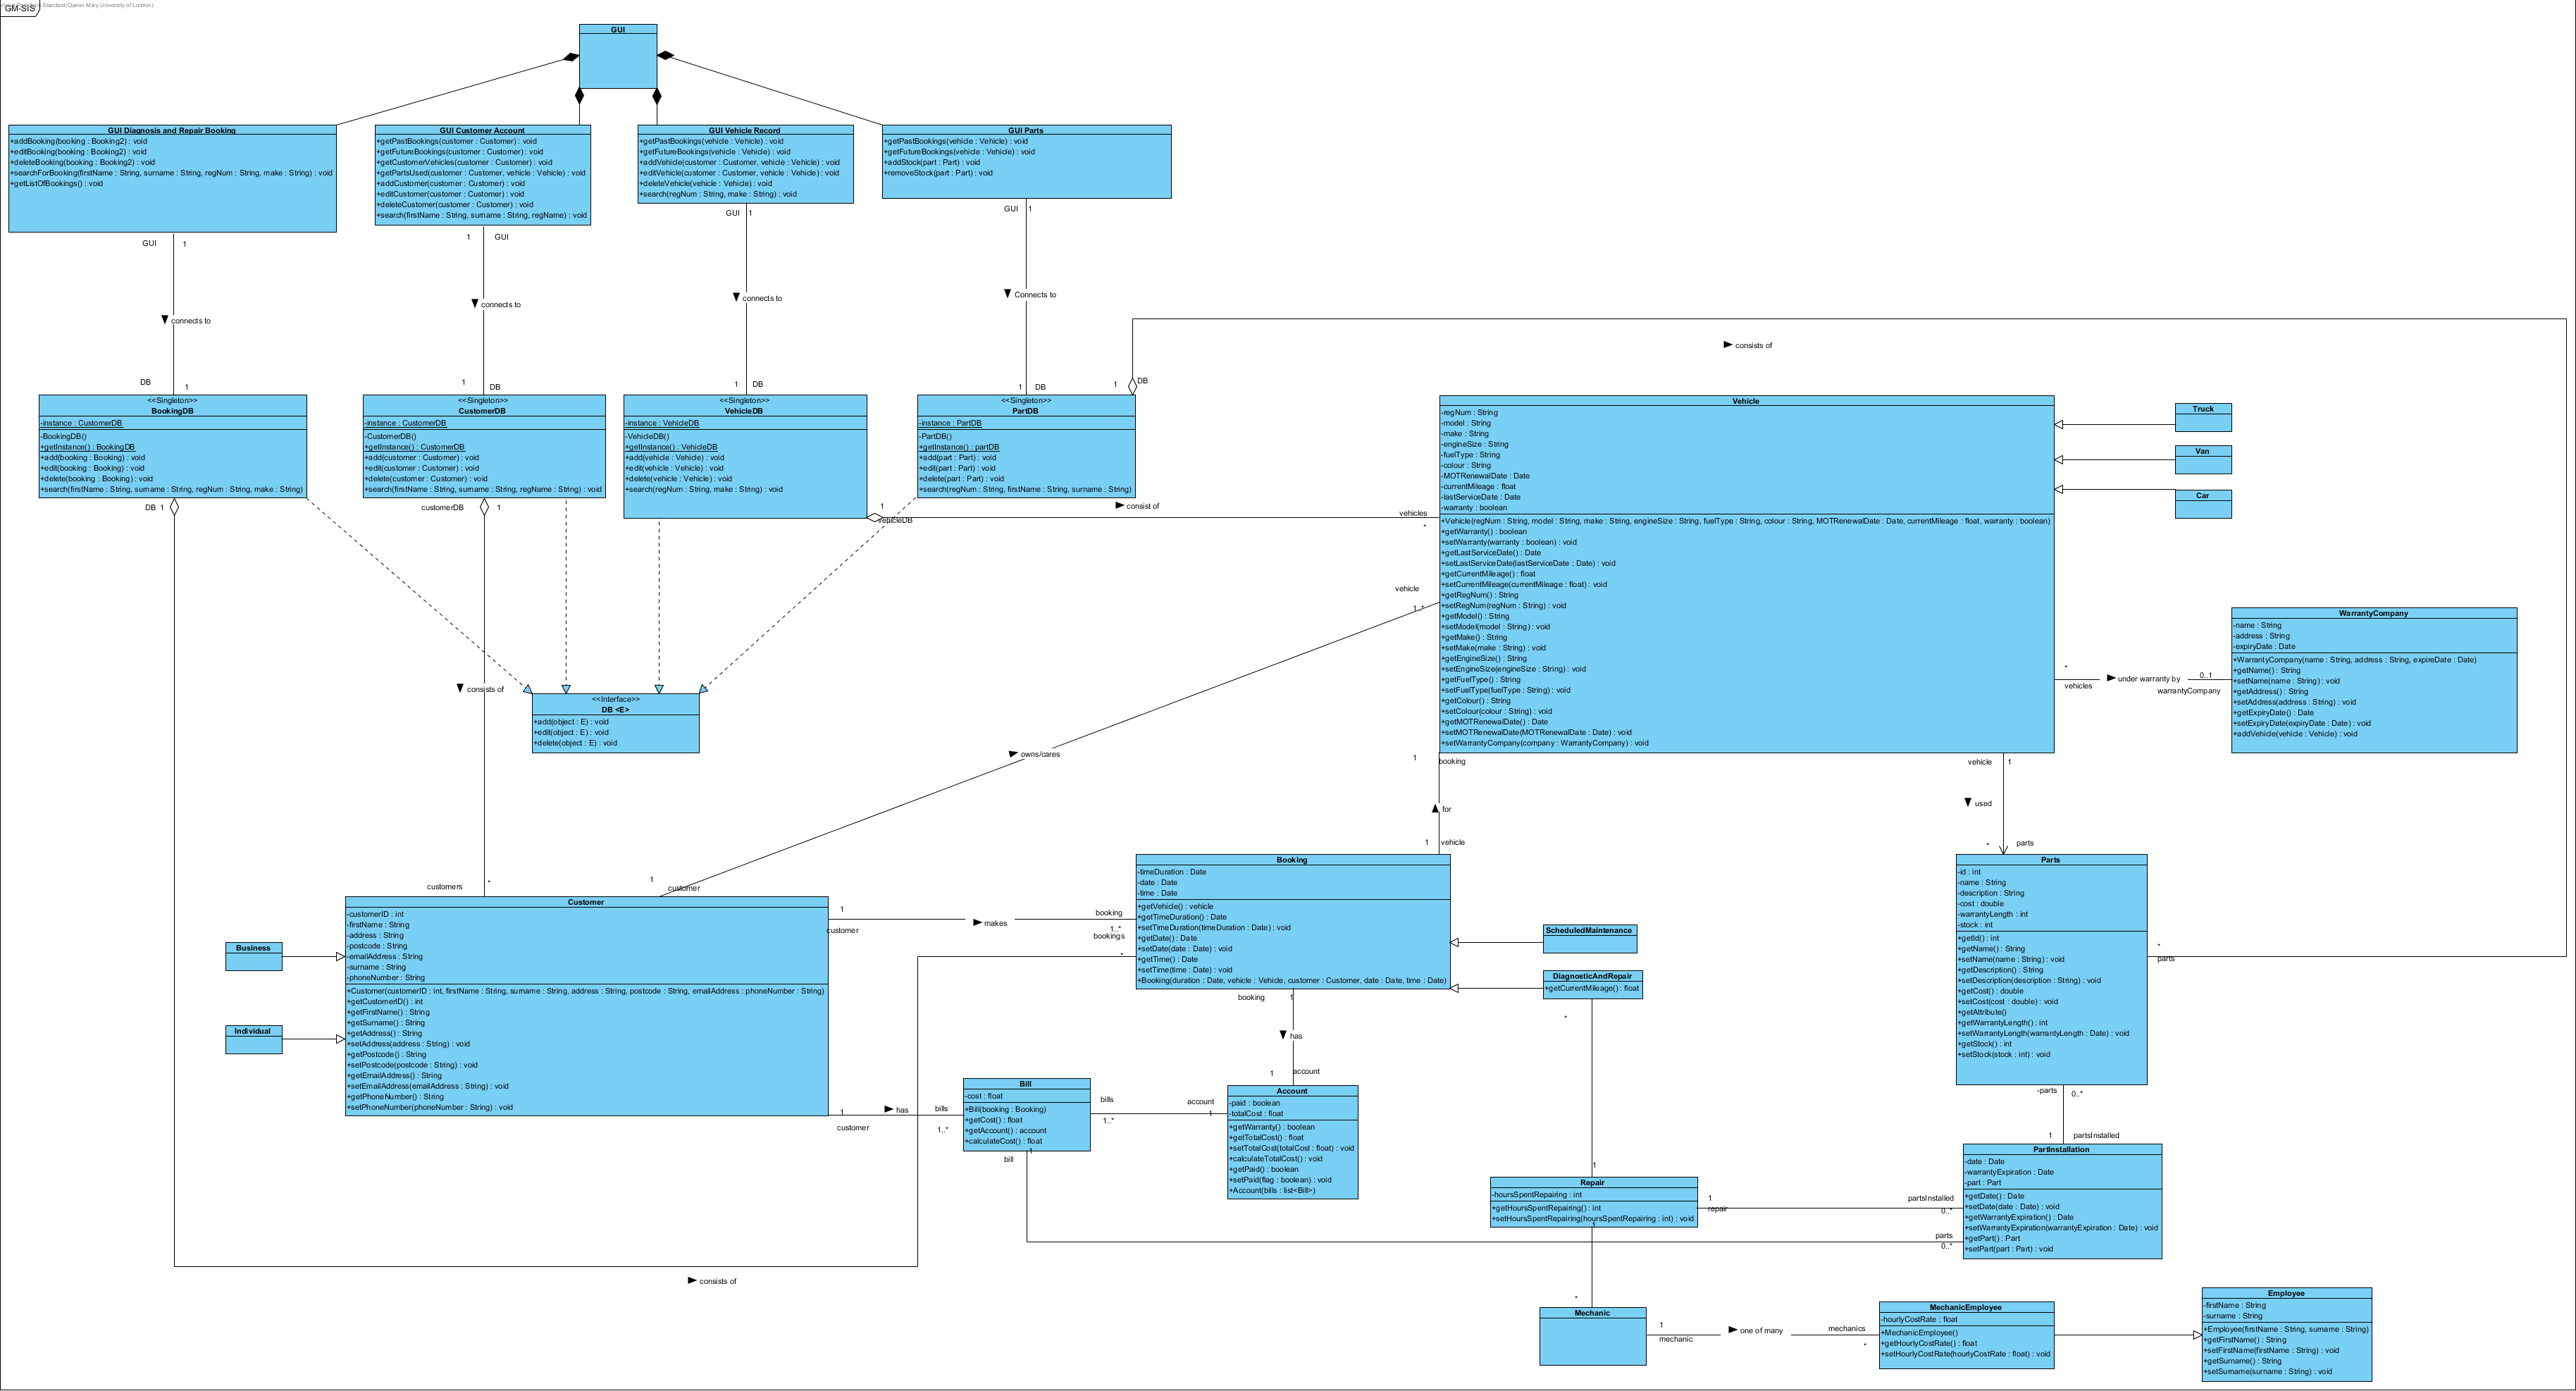 GM-SIS
Standard(Queen Mary University of London)
GUI
GUI Diagnosis and Repair Booking
+addBooking(booking : Booking2) : void
+editBooking(booking : Booking2) : void
+deleteBooking(booking : Booking2) : void
+searchForBooking(firstName : String, surname : String, regNum : String, make : String) : void
+getListOfBookings() : void
GUI Customer Account
+getPastBookings(customer : Customer) : void
+getFutureBookings(customer : Customer) : void
+getCustomerVehicles(customer : Customer) : void
+getPartsUsed(customer : Customer, vehicle : Vehicle) : void
+addCustomer(customer : Customer) : void
+editCustomer(customer : Customer) : void
+deleteCustomer(customer : Customer) : void
+search(firstName : String, surname : String, regName) : void
GUI Vehicle Record
+getPastBookings(vehicle : Vehicle) : void
+getFutureBookings(vehicle : Vehicle) : void
+addVehicle(customer : Customer, vehicle : Vehicle) : void
+editVehicle(customer : Customer, vehicle : Vehicle) : void
+deleteVehicle(vehicle : Vehicle) : void
+search(regNum : String, make : String) : void
GUI Parts
+getPastBookings(vehicle : Vehicle) : void
+getFutureBookings(vehicle : Vehicle) : void
+addStock(part : Part) : void
+removeStock(part : Part) : void
GUI 1
1 GUI
GUI 1
GUI 1
connects to
connects to
connects to
Connects to
consists of
DB 1
1 DB
1 DB
1 DB
1 DB
<<Singleton>>
BookingDB
-instance : CustomerDB
-BookingDB()
+getInstance() : BookingDB
+add(booking : Booking) : void
+edit(booking : Booking) : void
+delete(booking : Booking) : void
+search(firstName : String, surname : String, regNum : String, make : String)
<<Singleton>>
CustomerDB
-instance : CustomerDB
-CustomerDB()
+getInstance() : CustomerDB
+add(customer : Customer) : void
+edit(customer : Customer) : void
+delete(customer : Customer) : void
+search(firstName : String, surname : String, regName : String) : void
<<Singleton>>
VehicleDB
-instance : VehicleDB
-VehicleDB()
+getInstance() : VehicleDB
+add(vehicle : Vehicle) : void
+edit(vehicle : Vehicle) : void
+delete(vehicle : Vehicle) : void
+search(regNum : String, make : String) : void
<<Singleton>>
PartDB
-instance : PartDB
-PartDB()
+getInstance() : partDB
+add(part : Part) : void
+edit(part : Part) : void
+delete(part : Part) : void
+search(regNum : String, firstName : String, surname : String)
Vehicle
-regNum : String
-model : String
-make : String
-engineSize : String
-fuelType : String
-colour : String
-MOTRenewalDate : Date
-currentMileage : float
-lastServiceDate : Date
-warranty : boolean
+Vehicle(regNum : String, model : String, make : String, engineSize : String, fuelType : String, colour : String, MOTRenewalDate : Date, currentMileage : float, warranty : boolean)
+getWarranty() : boolean
+setWarranty(warranty : boolean) : void
+getLastServiceDate() : Date
+setLastServiceDate(lastServiceDate : Date) : void
+getCurrentMileage() : float
+setCurrentMileage(currentMileage : float) : void
+getRegNum() : String
+setRegNum(regNum : String) : void
+getModel() : String
+setModel(model : String) : void
+getMake() : String
+setMake(make : String) : void
+getEngineSize() : String
+setEngineSize(engineSize : String) : void
+getFuelType() : String
+setFuelType(fuelType : String) : void
+getColour() : String
+setColour(colour : String) : void
+getMOTRenewalDate() : Date
+setMOTRenewalDate(MOTRenewalDate : Date) : void
+setWarrantyCompany(company : WarrantyCompany) : void
Truck
Van
Car
DB 1
customerDB 1
1
vehicleDB
consist of
vehicles
*
vehicle
1..*
WarrantyCompany
-name : String
-address : String
-expiryDate : Date
+WarrantyCompany(name : String, address : String, expireDate : Date)
+getName() : String
+setName(name : String) : void
+getAddress() : String
+setAddress(address : String) : void
+getExpiryDate() : Date
+setExpiryDate(expiryDate : Date) : void
+addVehicle(vehicle : Vehicle) : void
*
vehicles
under warranty by
0..1
warrantyCompany
consists of
<<Interface>>
DB <E>
+add(object : E) : void
+edit(object : E) : void
+delete(object : E) : void
owns/cares
1 booking
for
1 vehicle
vehicle 1
used
* parts
customers *
1 customer
Customer
-customerID : int
-firstName : String
-address : String
-postcode : String
-emailAddress : String
-surname : String
-phoneNumber : String
+Customer(customerID : int, firstName : String, surname : String, address : String, postcode : String, emailAddress : phoneNumber : String)
+getCustomerID() : int
+getFirstName() : String
+getSurname() : String
+getAddress() : String
+setAddress(address : String) : void
+getPostcode() : String
+setPostcode(postcode : String) : void
+getEmailAddress() : String
+setEmailAddress(emailAddress : String) : void
+getPhoneNumber() : String
+setPhoneNumber(phoneNumber : String) : void
Business
Individual
1
customer
makes
booking
1..*
bookings
*
Booking
-timeDuration : Date
-date : Date
-time : Date
+getVehicle() : vehicle
+getTimeDuration() : Date
+setTimeDuration(timeDuration : Date) : void
+getDate() : Date
+setDate(date : Date) : void
+getTime() : Date
+setTime(time : Date) : void
+Booking(duration : Date, vehicle : Vehicle, customer : Customer, date : Date, time : Date)
ScheduledMaintenance
DiagnosticAndRepair
+getCurrentMileage() : float
Parts
-id : int
-name : String
-description : String
-cost : double
-warrantyLength : int
-stock : int
+getId() : int
+getName() : String
+setName(name : String) : void
+getDescription() : String
+setDescription(description : String) : void
+getCost() : double
+setCost(cost : double) : void
+getAttribute()
+getWarrantyLength() : int
+setWarrantyLength(warrantyLength : Date) : void
+getStock() : int
+setStock(stock : int) : void
*
parts
booking 1
has
1 account
*
1
-parts 0..*
1 partsInstalled
1
customer
has
bills
1..*
Bill
-cost : float
+Bill(booking : Booking)
+getCost() : float
+getAccount() : account
+calculateCost() : float
1
bill
bills
1..*
account
1
Account
-paid : boolean
-totalCost : float
+getWarranty() : boolean
+getTotalCost() : float
+setTotalCost(totalCost : float) : void
+calculateTotalCost() : void
+getPaid() : boolean
+setPaid(flag : boolean) : void
+Account(bills : list<Bill>)
Repair
-hoursSpentRepairing : int
+getHoursSpentRepairing() : int
+setHoursSpentRepairing(hoursSpentRepairing : int) : void
1
1
repair
partsInstalled
0..*
parts
0..*
PartInstallation
-date : Date
-warrantyExpiration : Date
-part : Part
+getDate() : Date
+setDate(date : Date) : void
+getWarrantyExpiration() : Date
+setWarrantyExpiration(warrantyExpiration : Date) : void
+getPart() : Part
+setPart(part : Part) : void
consists of
*
Mechanic
1
mechanic
one of many
mechanics
*
MechanicEmployee
-hourlyCostRate : float
+MechanicEmployee()
+getHourlyCostRate() : float
+setHourlyCostRate(hourlyCostRate : float) : void
Employee
-firstName : String
-surname : String
+Employee(firstName : String, surname : String)
+getFirstName() : String
+setFirstName(firstName : String) : void
+getSurname() : String
+setSurname(surname : String) : void